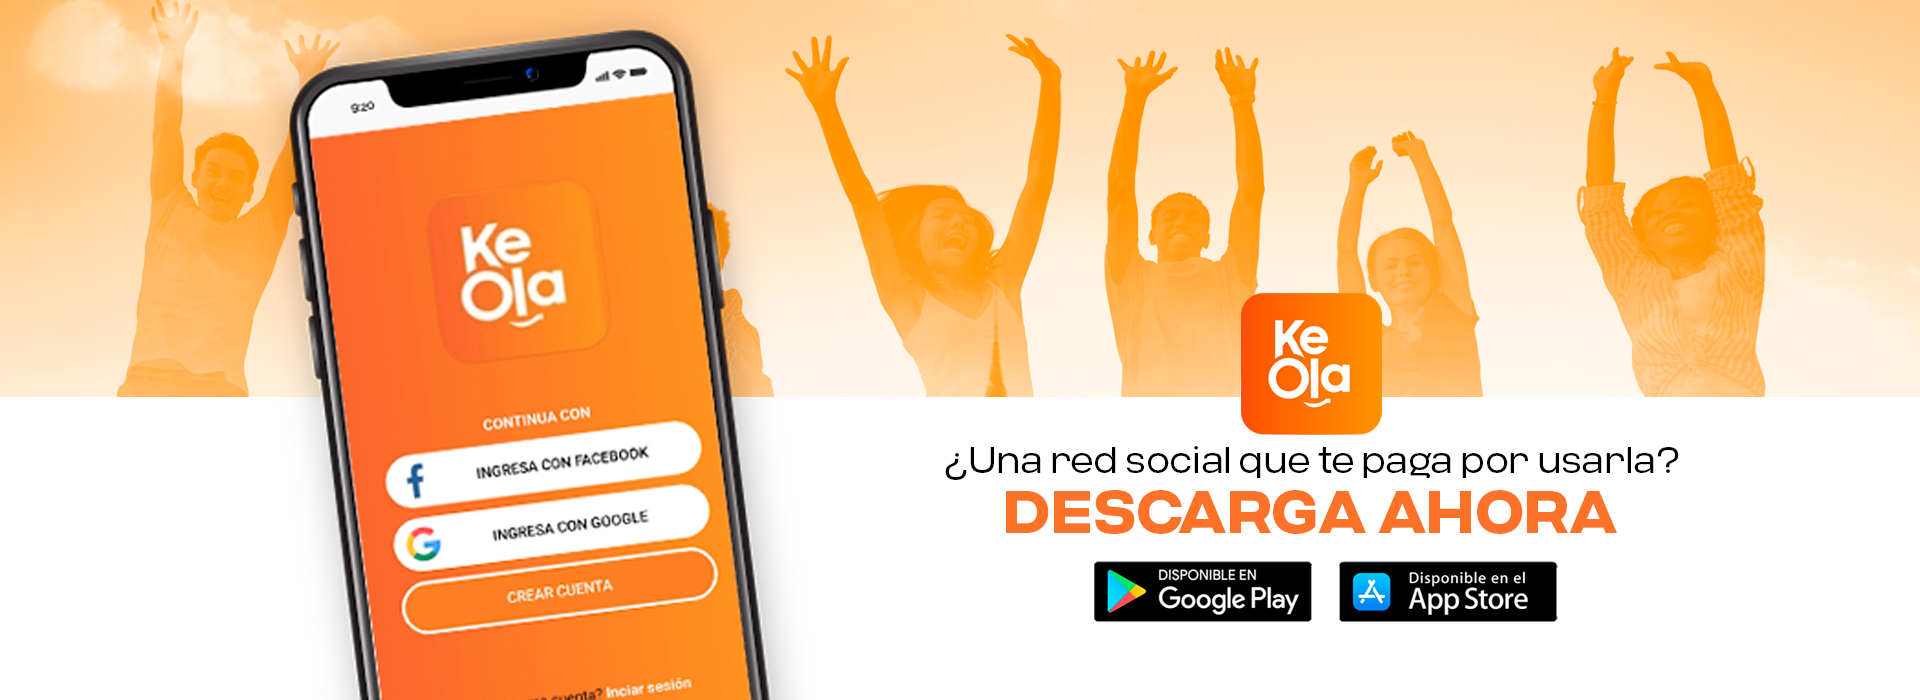 9:20
Ke
Ola
CONTINUA CON
INGRESA CON FACEBOOK
INGRESA CON GOOGLE
CREAR CUENTA
cuenta? Inciar sesión
Ke
Ola
¿Una red social que te paga por usarla?
DESCARGA AHORA
DISPONIBLE EN
Google Play
Disponible en el
App Store